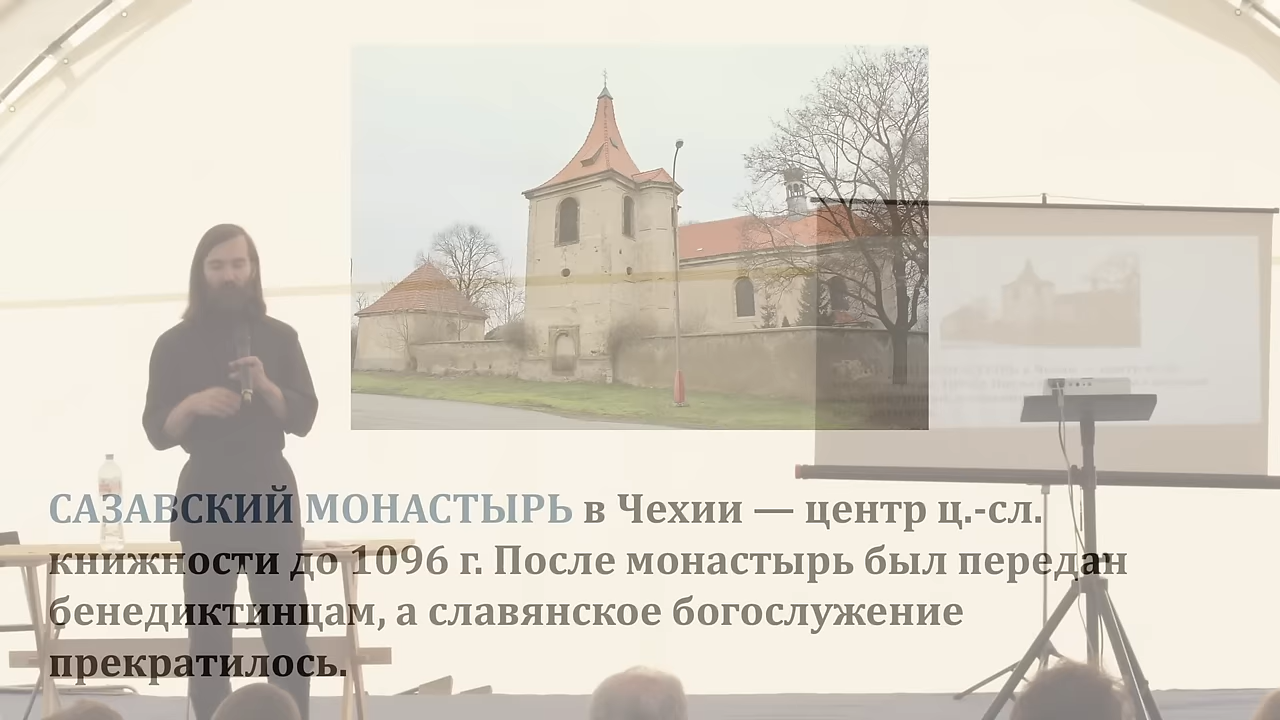 САЗАВСКИЙ МОНАСТЫРЬ в Чехии — центр ц.-сл.
книжности до 1096 г. После монастырь был передан
бенедиктинцам, а славянское богослужение
прекратилось.